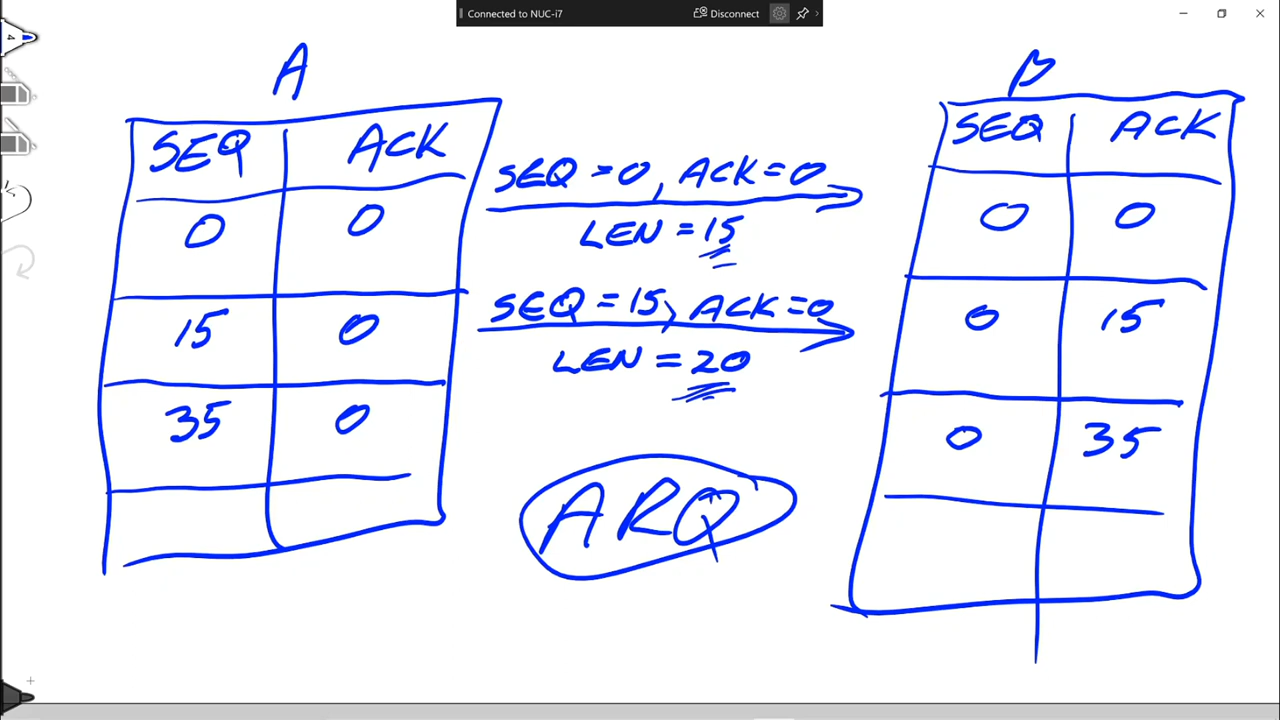 Connected to NUC-i7
Disconnect
A
SEQ ACK
0 0
15 0
35 0
SEQ = 0, ACK = 0
LEN = 15
SEQ = 15, ACK = 0
LEN = 20
ARQ
B
SEQ ACK
0 0
0 15
0 35